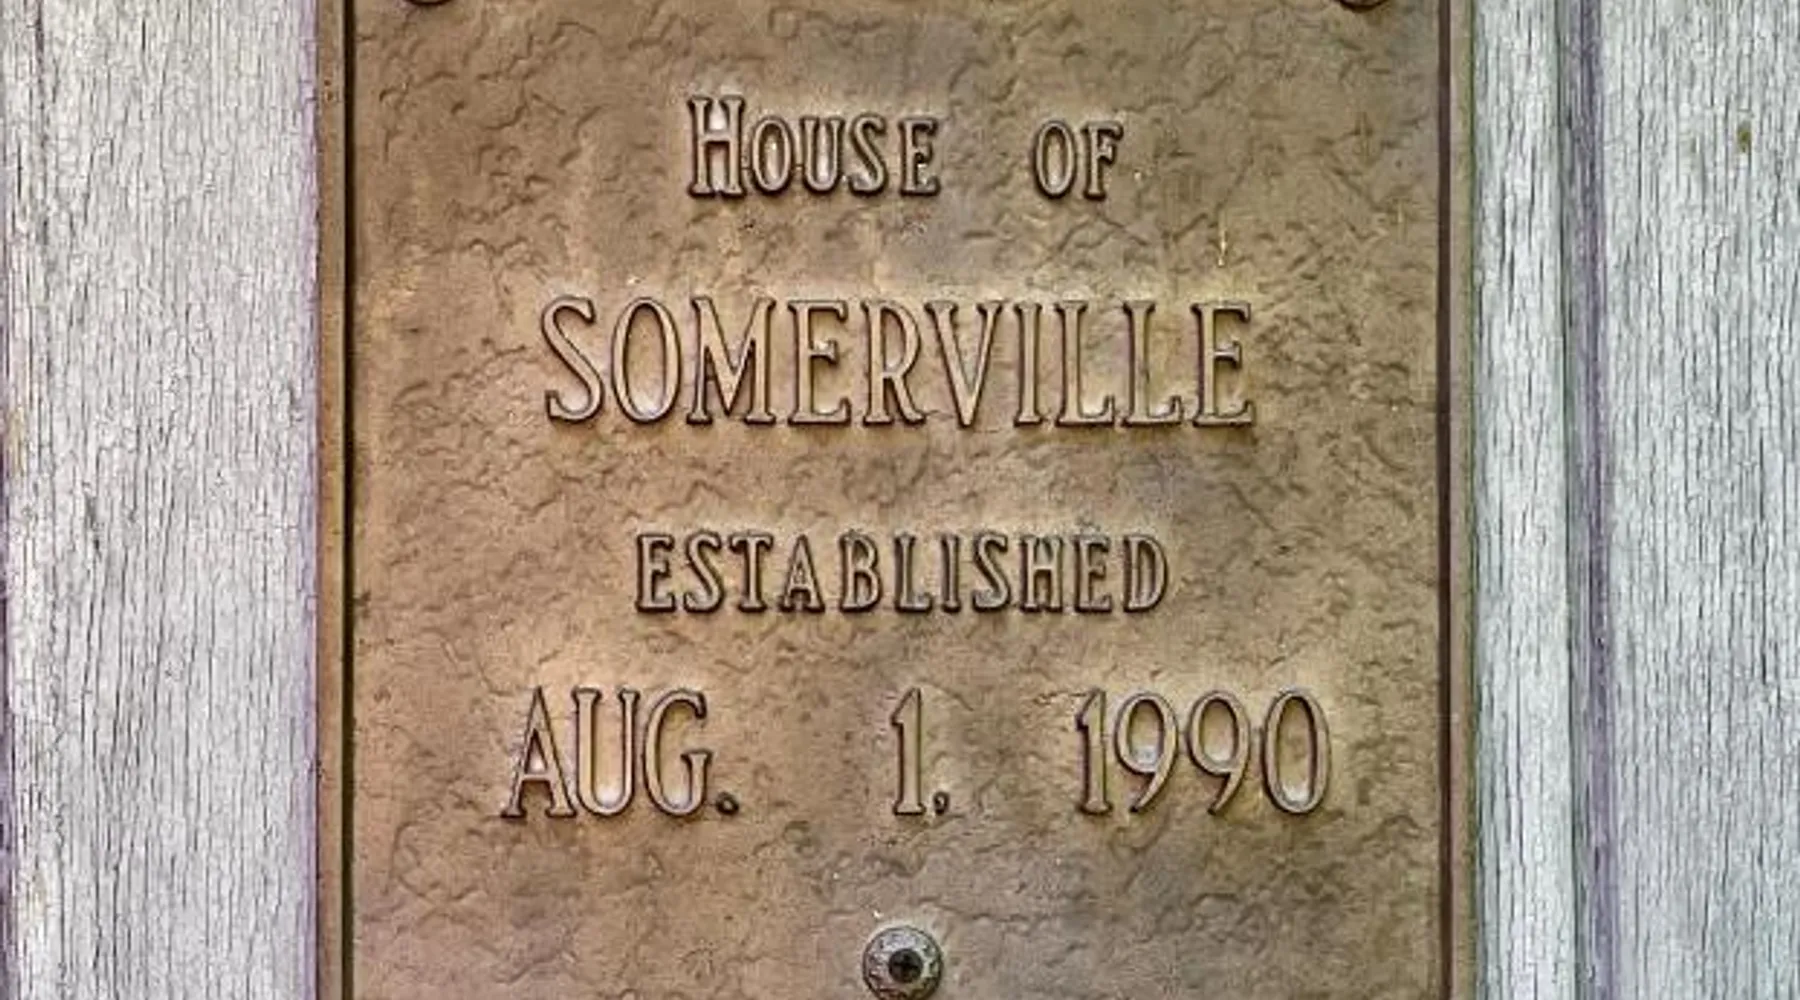 House of
SOMERVILLE
ESTABLISHED
AUG. 1, 1990